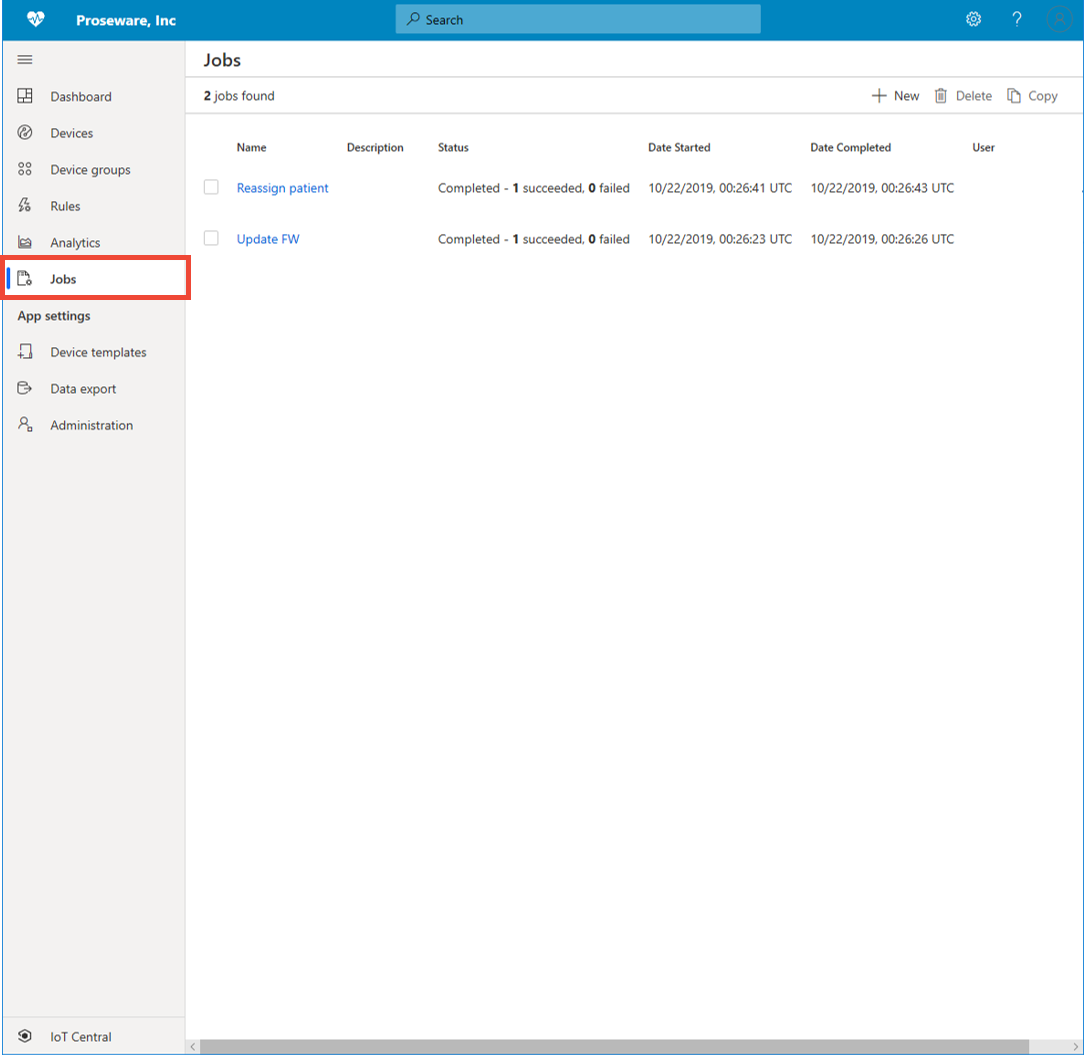 Proseware, Inc
Search
?
Jobs
2 jobs found
New Delete Copy
Dashboard
Devices
Device groups
Rules
Analytics
Jobs
App settings
Device templates
Data export
Administration
IoT Central
Name Description Status Date Started Date Completed User
Reassign patient Completed - 1 succeeded, 0 failed 10/22/2019, 00:26:41 UTC 10/22/2019, 00:26:43 UTC
Update FW Completed - 1 succeeded, 0 failed 10/22/2019, 00:26:23 UTC 10/22/2019, 00:26:26 UTC